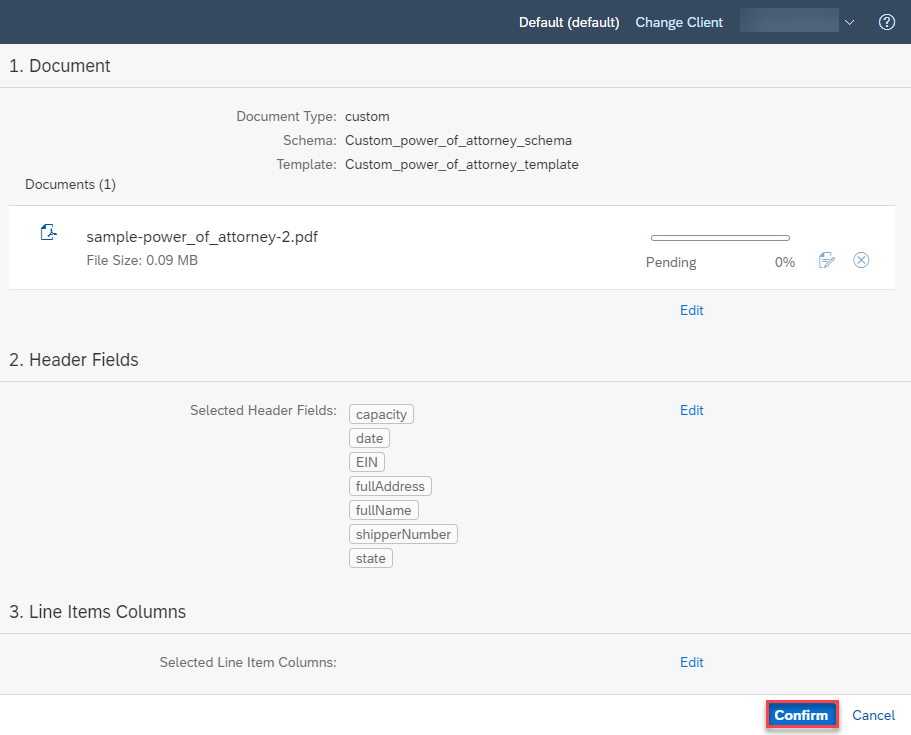 Default (default) Change Client
1. Document
Document Type: custom
Schema: Custom_power_of_attorney_schema
Template: Custom_power_of_attorney_template
Documents (1)
sample-power_of_attorney-2.pdf
File Size: 0.09 MB
Pending 0%
Edit
2. Header Fields
Selected Header Fields: capacity Edit
date
EIN
fullAddress
fullName
shipperNumber
state
3. Line Items Columns
Selected Line Item Columns: Edit
Confirm Cancel